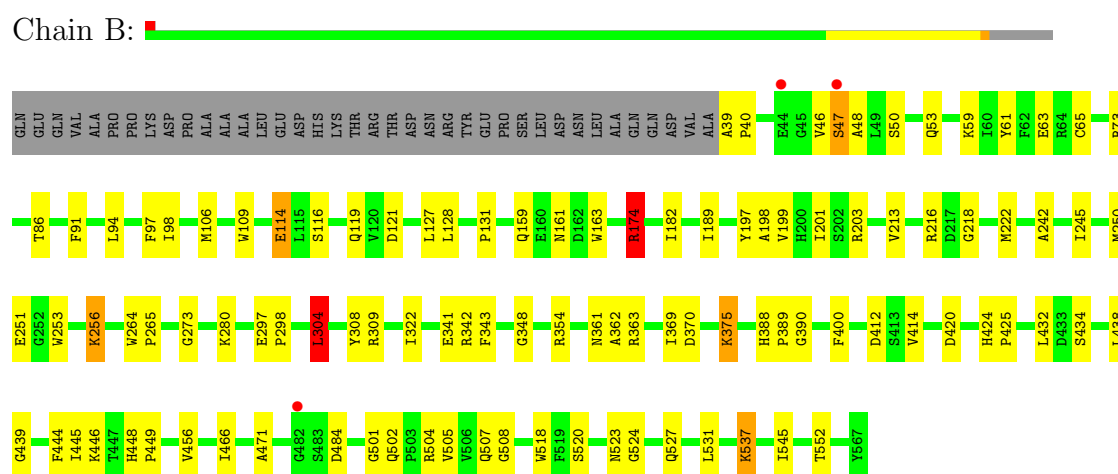 Chain B:
GLN GLU GLN VAL ALA PRO PRO LYS ASP PRO ALA ALA ALA LEU GLU ASP HIS LYS THR ARG THR ASP ASN ARG TYR GLU PRO SER LEU ASP ASN LEU ALA GLN GLN ASP VAL ALA A39 P40 E44 G45 V46 S47 A48 L49 S50 Q53 K59 I60 Y61 F62 E63 R64 C65
T86 F91 L94 F97 I98 M106 W109 E114 L115 S116 Q119 V120 D121 L127 L128 P131 Q159 E160 N161 D162 W163 R174 I182 I189 Y197 A198 V199 H200 I201 S202 R203 V213 R216 D217 G218 M222 A242 I245 M250
E251 G252 W253 K256 W264 P265 G273 K280 E297 P298 L304 Y308 R309 I322 E341 R342 F343 G348 R354 N361 A362 R363 I369 D370 K375 H388 P389 G390 F400 D412 S413 V414 D420 H424 P425 L432 D433 S434 L438
G439 F444 I445 K446 T447 H448 P449 V456 I466 A471 G482 S483 D484 G501 Q502 P503 R504 V505 V506 Q507 G508 W518 F519 S520 N523 G524 Q527 L531 K537 I545 T552 Y567